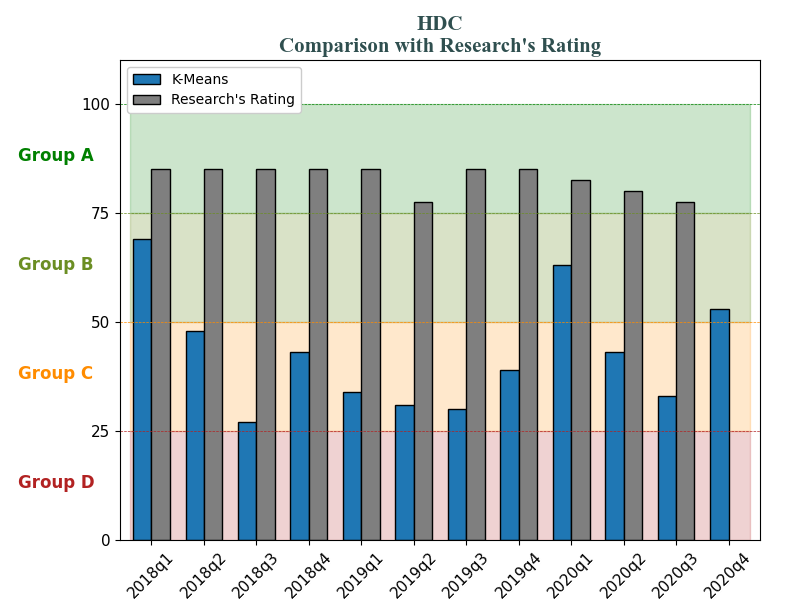 HDC
Comparison with Research's Rating
K-Means
Research's Rating
100
Group A
75
Group B
50
Group C
25
Group D
0
2018q1
2018q2
2018q3
2018q4
2019q1
2019q2
2019q3
2019q4
2020q1
2020q2
2020q3
2020q4